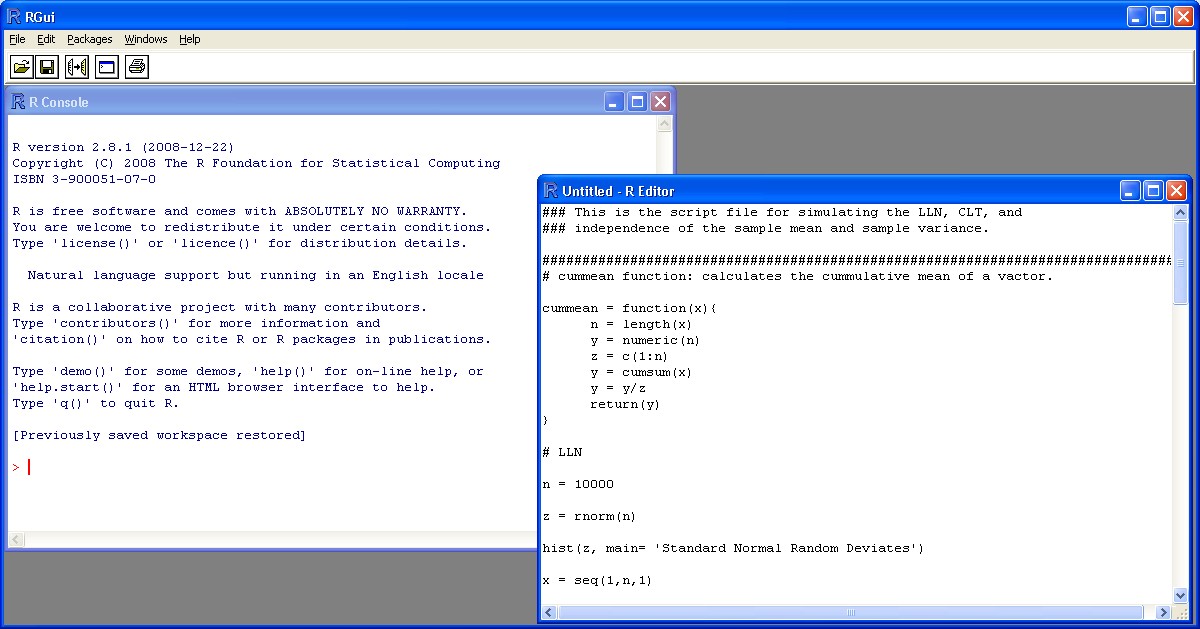 RGui
File Edit Packages Windows Help
R Console
R version 2.8.1 (2008-12-22)
Copyright (C) 2008 The R Foundation for Statistical Computing
ISBN 3-900051-07-0
R is free software and comes with ABSOLUTELY NO WARRANTY.
You are welcome to redistribute it under certain conditions.
Type 'license()' or 'licence()' for distribution details.
Natural language support but running in an English locale
R is a collaborative project with many contributors.
Type 'contributors()' for more information and
'citation()' on how to cite R or R packages in publications.
Type 'demo()' for some demos, 'help()' for on-line help, or
'help.start()' for an HTML browser interface to help.
Type 'q()' to quit R.
[Previously saved workspace restored]
>
Untitled - R Editor
### This is the script file for simulating the LLN, CLT, and
### independence of the sample mean and sample variance.
###############################################################################
# cummean function: calculates the cummulative mean of a vactor.
cummean = function(x){
n = length(x)
y = numeric(n)
z = c(1:n)
y = cumsum(x)
y = y/z
return(y)
}
# LLN
n = 10000
z = rnorm(n)
hist(z, main= 'Standard Normal Random Deviates')
x = seq(1,n,1)